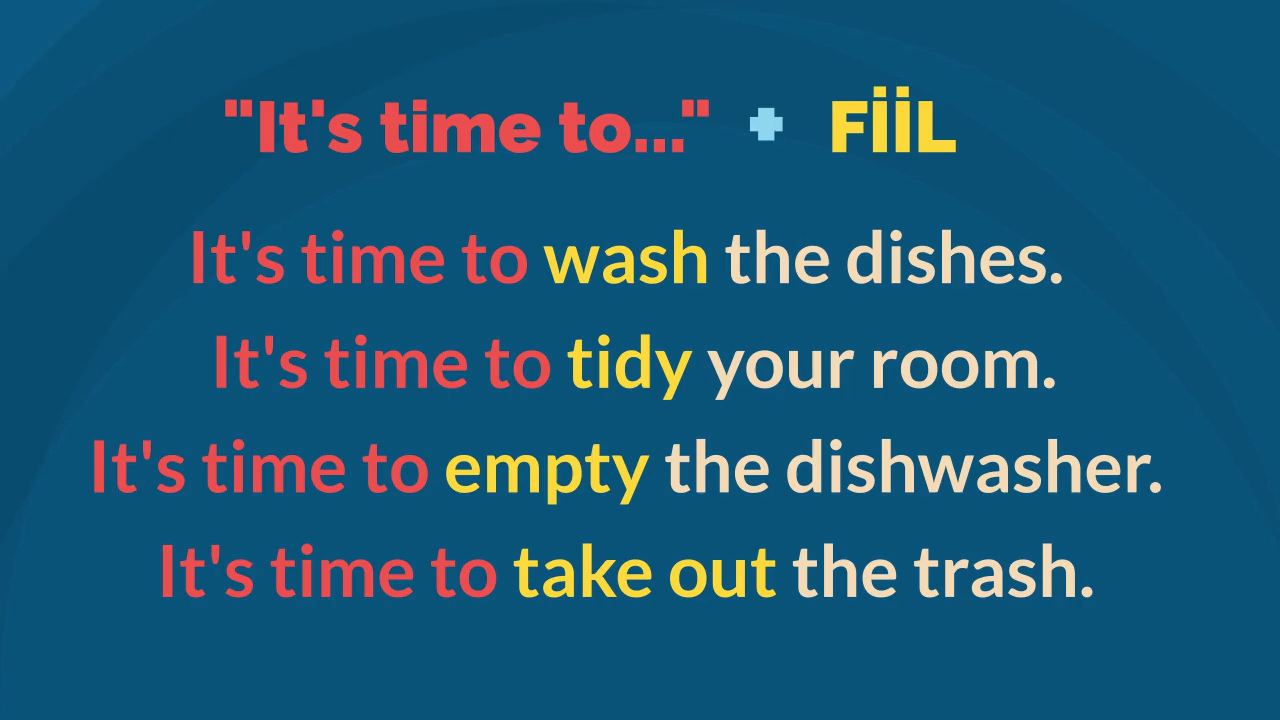 "It's time to..." + FİİL
It's time to wash the dishes.
It's time to tidy your room.
It's time to empty the dishwasher.
It's time to take out the trash.